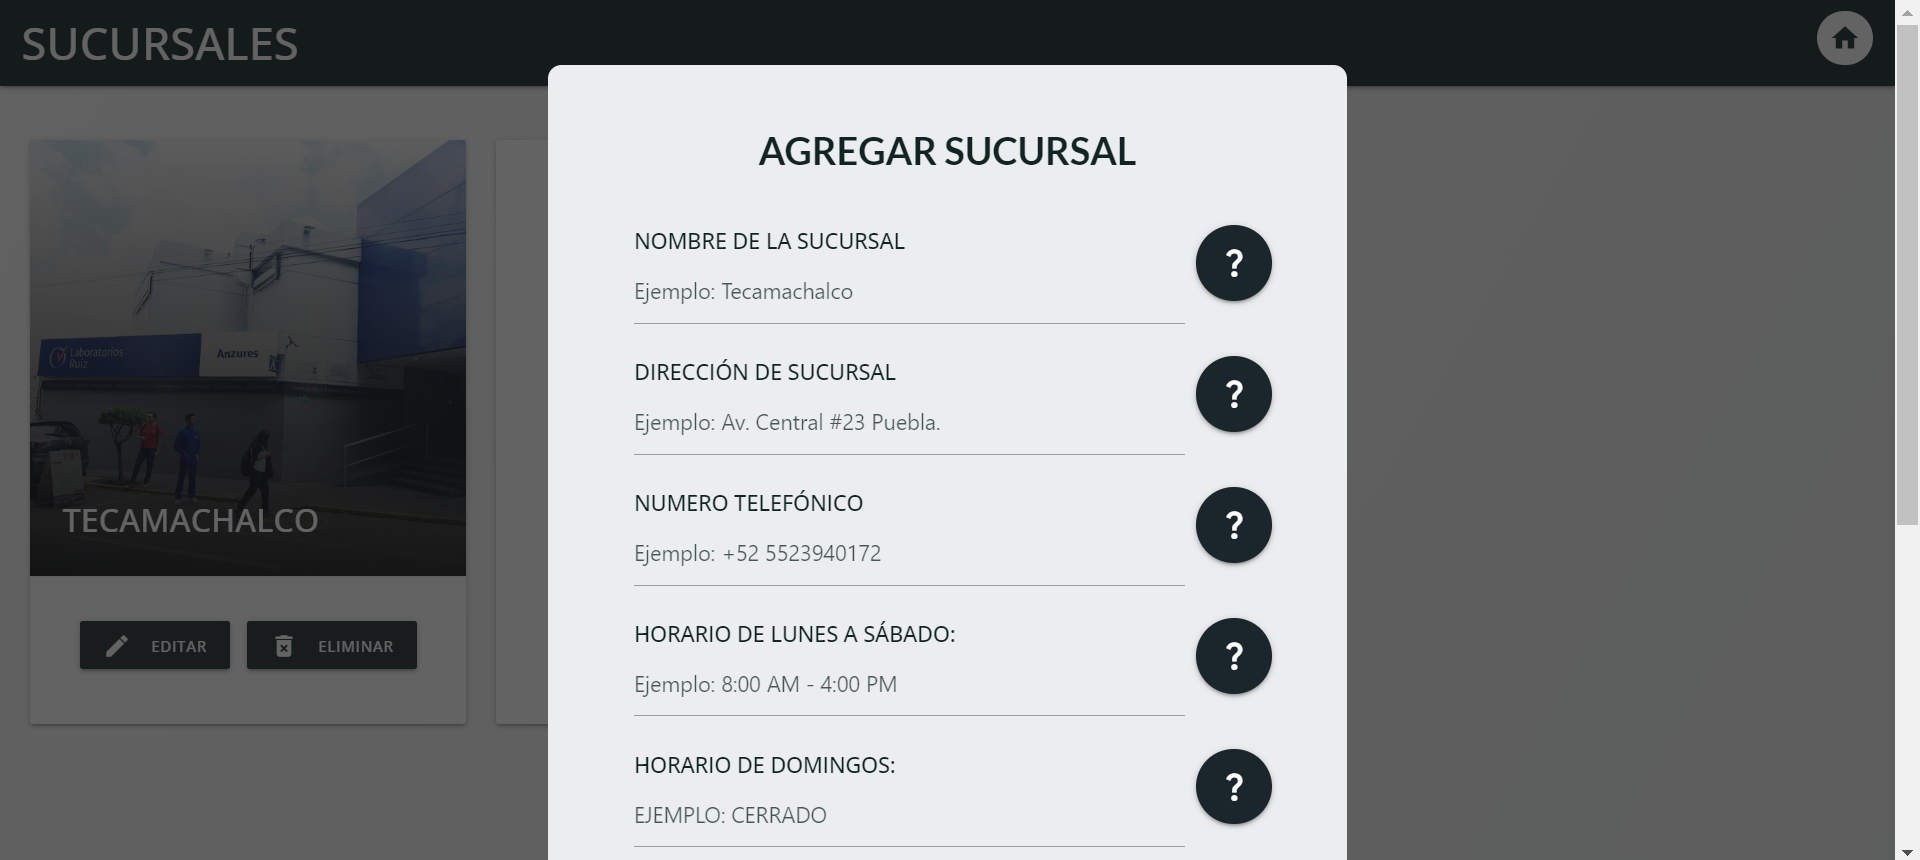 SUCURSALES
AGREGAR SUCURSAL
NOMBRE DE LA SUCURSAL
?
Ejemplo: Tecamachalco
DIRECCIÓN DE SUCURSAL
?
Ejemplo: Av. Central #23 Puebla.
NUMERO TELEFÓNICO
?
Ejemplo: +52 5523940172
HORARIO DE LUNES A SÁBADO:
?
Ejemplo: 8:00 AM - 4:00 PM
HORARIO DE DOMINGOS:
?
EJEMPLO: CERRADO
Laboratorios
Ruiz
Anzures
TECAMACHALCO
EDITAR
ELIMINAR